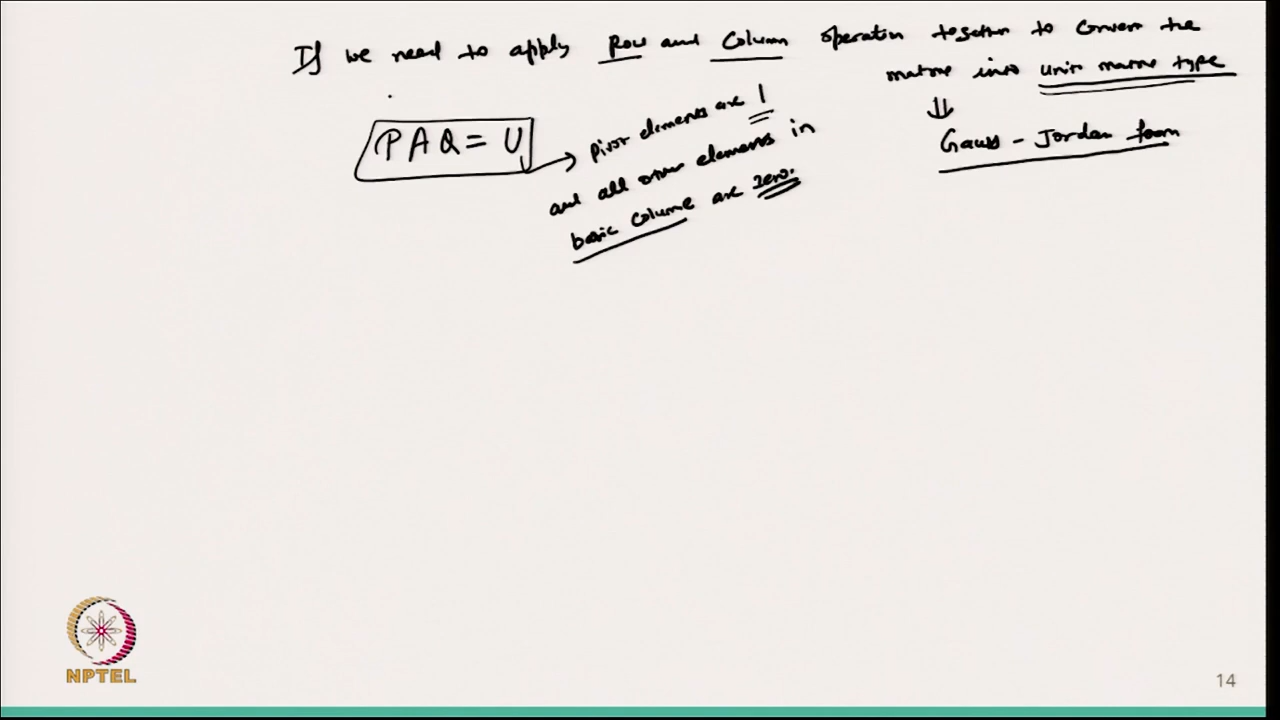 If we need to apply Row and Column operation together to convert the
matrix into unit matrix type
⇓
Gauss - Jordan form
PAQ = U → Pivot elements are 1
and all other elements in
basic column are zero.
NPTEL
14